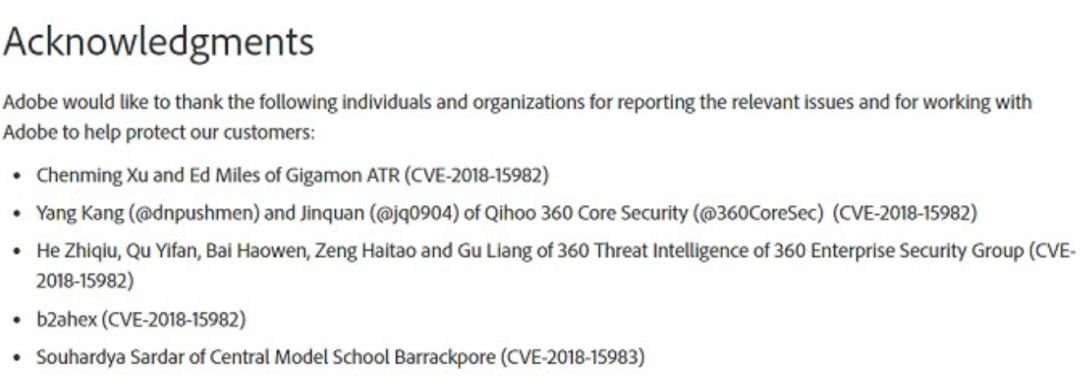 Acknowledgments
Adobe would like to thank the following individuals and organizations for reporting the relevant issues and for working with
Adobe to help protect our customers:
• Chenming Xu and Ed Miles of Gigamon ATR (CVE-2018-15982)
• Yang Kang (@dnpushmen) and Jinquan (@jq0904) of Qihoo 360 Core Security (@360CoreSec) (CVE-2018-15982)
• He Zhiqiu, Qu Yifan, Bai Haowen, Zeng Haitao and Gu Liang of 360 Threat Intelligence of 360 Enterprise Security Group (CVE-
2018-15982)
• b2ahex (CVE-2018-15982)
• Souhardya Sardar of Central Model School Barrackpore (CVE-2018-15983)